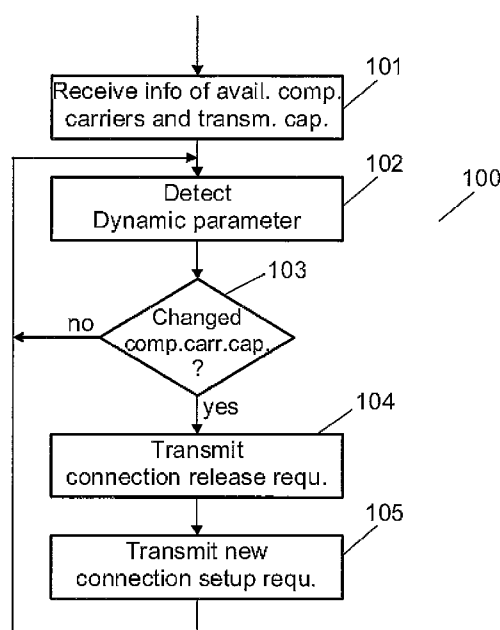 101
Receive info of avail. comp.
carriers and transm. cap.
102
Detect
Dynamic parameter
100
103
Changed
comp.carr.cap.
?
no
yes
104
Transmit
connection release requ.
105
Transmit new
connection setup requ.